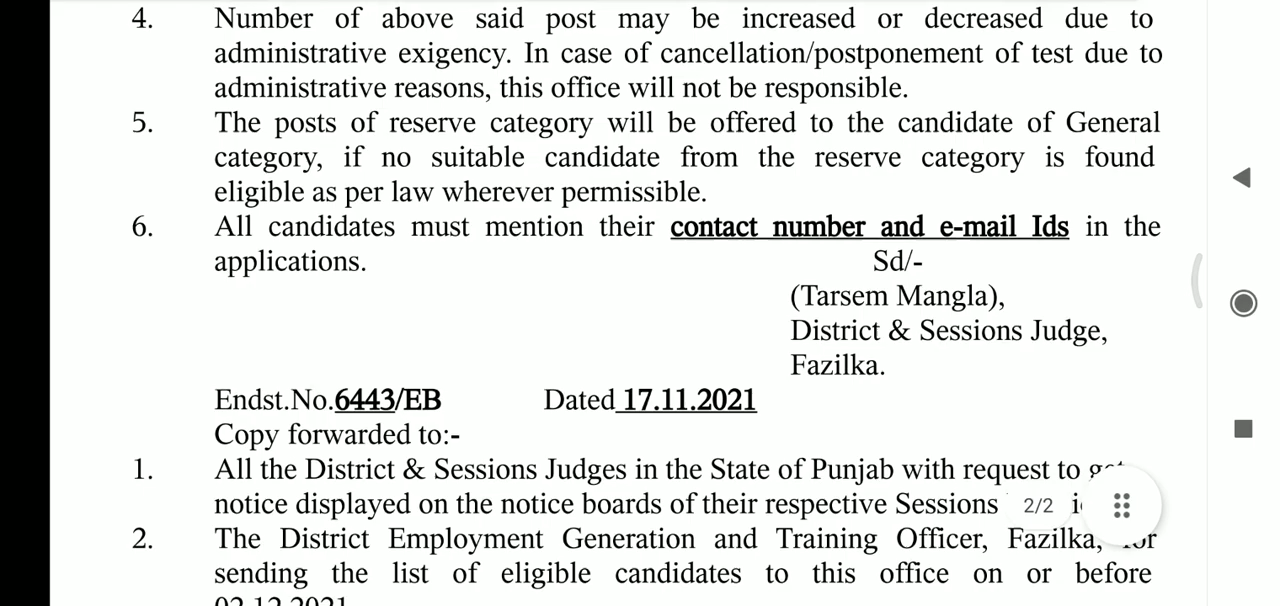 4. Number of above said post may be increased or decreased due to
administrative exigency. In case of cancellation/postponement of test due to
administrative reasons, this office will not be responsible.
5. The posts of reserve category will be offered to the candidate of General
category, if no suitable candidate from the reserve category is found
eligible as per law wherever permissible.
6. All candidates must mention their contact number and e-mail Ids in the
applications.
Sd/-
(Tarsem Mangla),
District & Sessions Judge,
Fazilka.
Endst.No.6443/EB Dated 17.11.2021
Copy forwarded to:-
1. All the District & Sessions Judges in the State of Punjab with request to
notice displayed on the notice boards of their respective Sessions
2/2
2. The District Employment Generation and Training Officer, Fazilka, for
sending the list of eligible candidates to this office on or before
02.12.2021